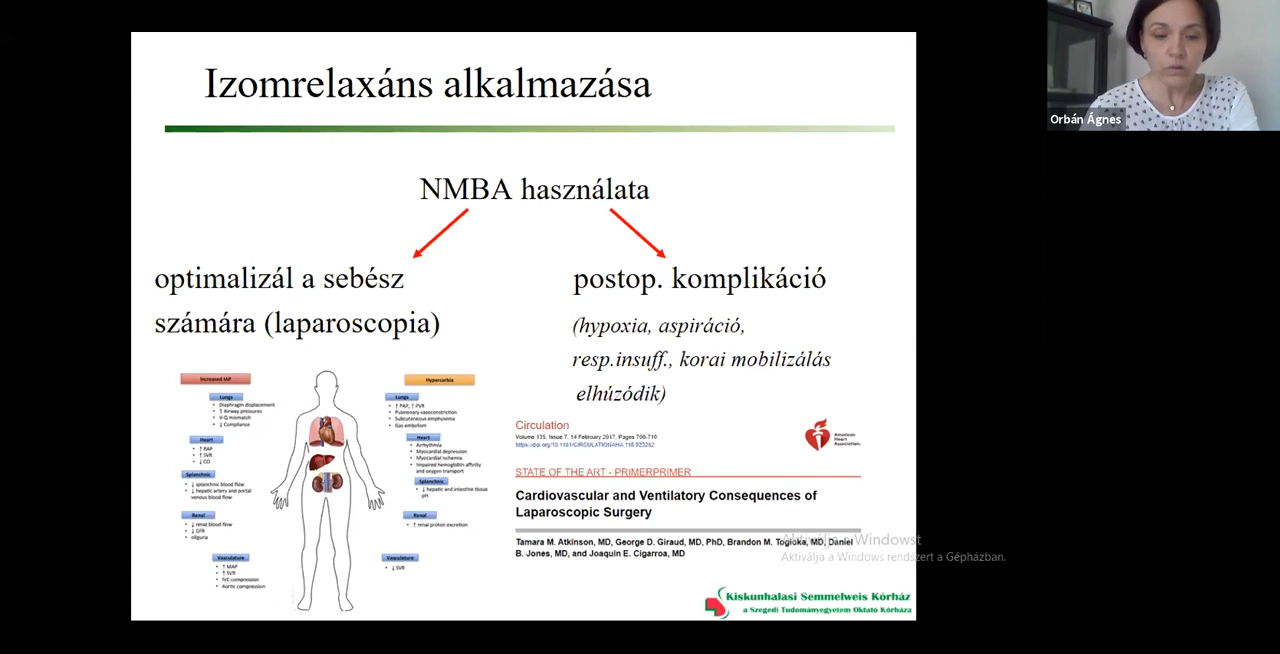 Izomrelaxáns alkalmazása
NMBA használata
optimalizál a sebész
számára (laparoscopia)
postop. komplikáció
(hypoxia, aspiráció,
resp.insuff., korai mobilizálás
elhúzódik)
Increased IAP
Lungs
• Diaphragm displacement
• ↑ Airway pressures
• V-Q mismatch
• ↓ Compliance
Heart
• ↑ RAP
• ↑ SVR
• ↓ CO
Splanchnic
• ↓ splanchnic blood flow
• ↓ hepatic artery and portal
venous blood flow
Renal
• ↓ renal blood flow
• ↓ GFR
• oliguria
Vasculature
• ↑ MAP
• ↑ SVR
• IVC compression
• Aortic compression
Hypercarbia
Lungs
• ↑ PAP, ↑ PVR
• Pulmonary vasoconstriction
• Subcutaneous emphysema
• Gas embolism
Heart
• Arrhythmia
• Myocardial depression
• Myocardial ischemia
• Impaired hemoglobin affinity
and oxygen transport
Splanchnic
• ↓ hepatic and intestine tissue
pH
Renal
• ↑ renal proton excretion
Vasculature
• ↓ SVR
Circulation
Volume 135, Issue 7, 14 February 2017, Pages 700-710
https://doi.org/10.1161/CIRCULATIONAHA.116.023262
American
Heart
Association.
STATE OF THE ART - PRIMERPRIMER
Cardiovascular and Ventilatory Consequences of
Laparoscopic Surgery
Tamara M. Atkinson, MD, George D. Giraud, MD, PhD, Brandon M. Togioka, MD, Daniel
B. Jones, MD, and Joaquin E. Cigarroa, MD
Aktiválja a Windowst
Aktiválja a Windows rendszert a Gépházban.
Kiskunhalasi Semmelweis Kórház
a Szegedi Tudományegyetem Oktató Kórháza
Orbán Ágnes